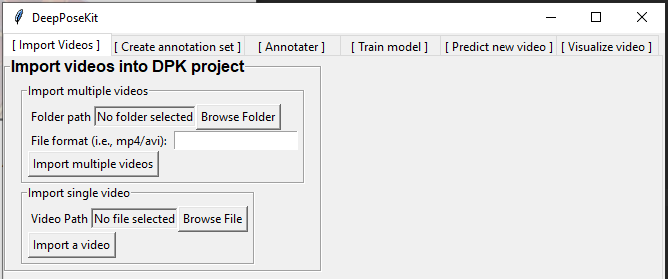 DeepPoseKit
[ Import Videos ] [ Create annotation set ] [ Annotater ] [ Train model ] [ Predict new video ] [ Visualize video ]
Import videos into DPK project
Import multiple videos
Folder path No folder selected Browse Folder
File format (i.e., mp4/avi):
Import multiple videos
Import single video
Video Path No file selected Browse File
Import a video